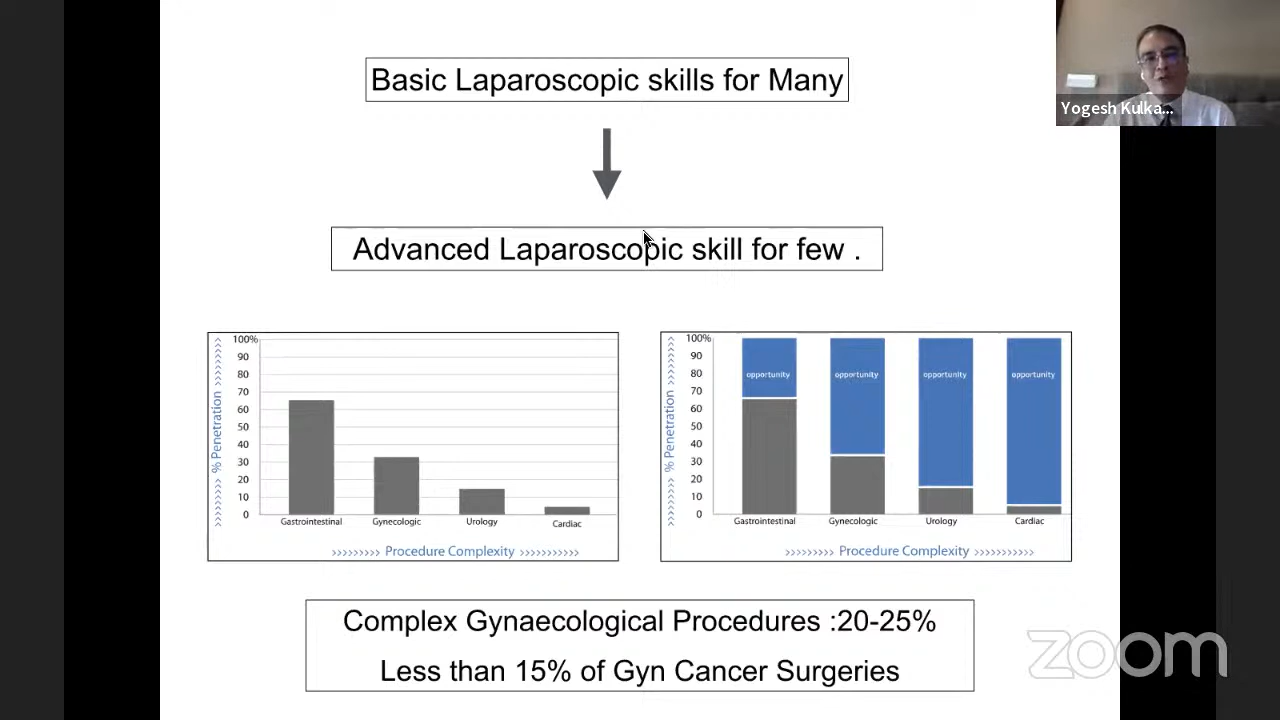 Basic Laparoscopic skills for Many
Yogesh Kulka...
Advanced Laparoscopic skill for few .
100%
90
80
70
60
50
40
30
20
10
0
>>>>>> % Penetration >>>>>>
Gastrointestinal Gynecologic Urology Cardiac
>>>>>>>>> Procedure Complexity >>>>>>>>>>>
100%
90
80
70
60
50
40
30
20
10
0
>>>>>> % Penetration >>>>>>
opportunity opportunity opportunity opportunity
Gastrointestinal Gynecologic Urology Cardiac
>>>>>>>>> Procedure Complexity >>>>>>>>>>>
Complex Gynaecological Procedures :20-25%
Less than 15% of Gyn Cancer Surgeries
zoom